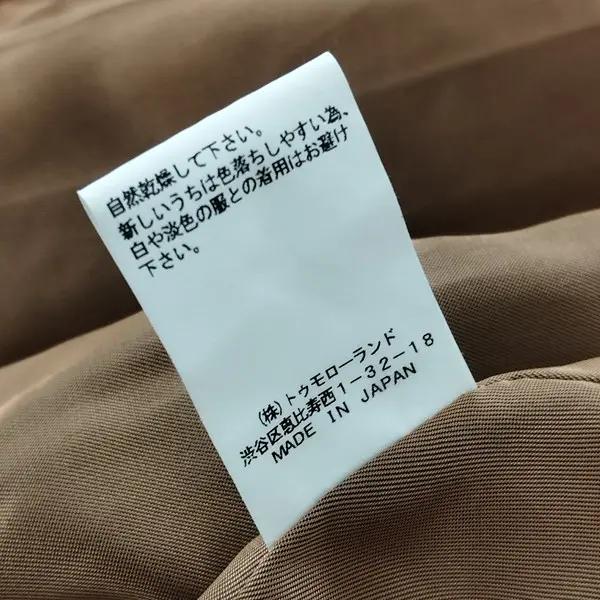 自然乾燥して下さい。
新しいうちは色落ちしやすい為、
白や淡色の服との着用はお避け
下さい。
(株)トゥモローランド
渋谷区恵比寿西1-32-18
MADE IN JAPAN